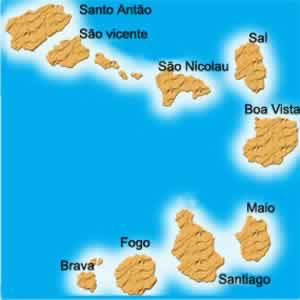 Santo Antão
São vicente
Sal
São Nicolau
Boa Vista
Maio
Fogo
Brava
Santiago